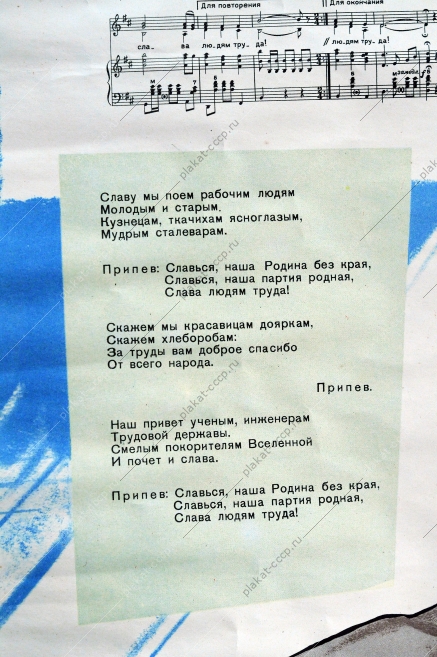 Для повторения
Для окончания
сла- ва лю-дям тру- да! // лю.дям тру- да!
Славу мы поем рабочим людям
Молодым и старым.
Кузнецам, ткачихам ясноглазым,
Мудрым сталеварам.
Припев: Славься, наша Родина без края,
Славься, наша партия родная,
Слава людям труда!
Скажем мы красавицам дояркам,
Скажем хлеборобам:
За труды вам доброе спасибо
От всего народа.
Припев.
Наш привет ученым, инженерам
Трудовой державы.
Смелым покорителям Вселенной
И почет и слава.
Припев: Славься, наша Родина без края,
Славься, наша партия родная,
Слава людям труда!
plakat-cccp.ru